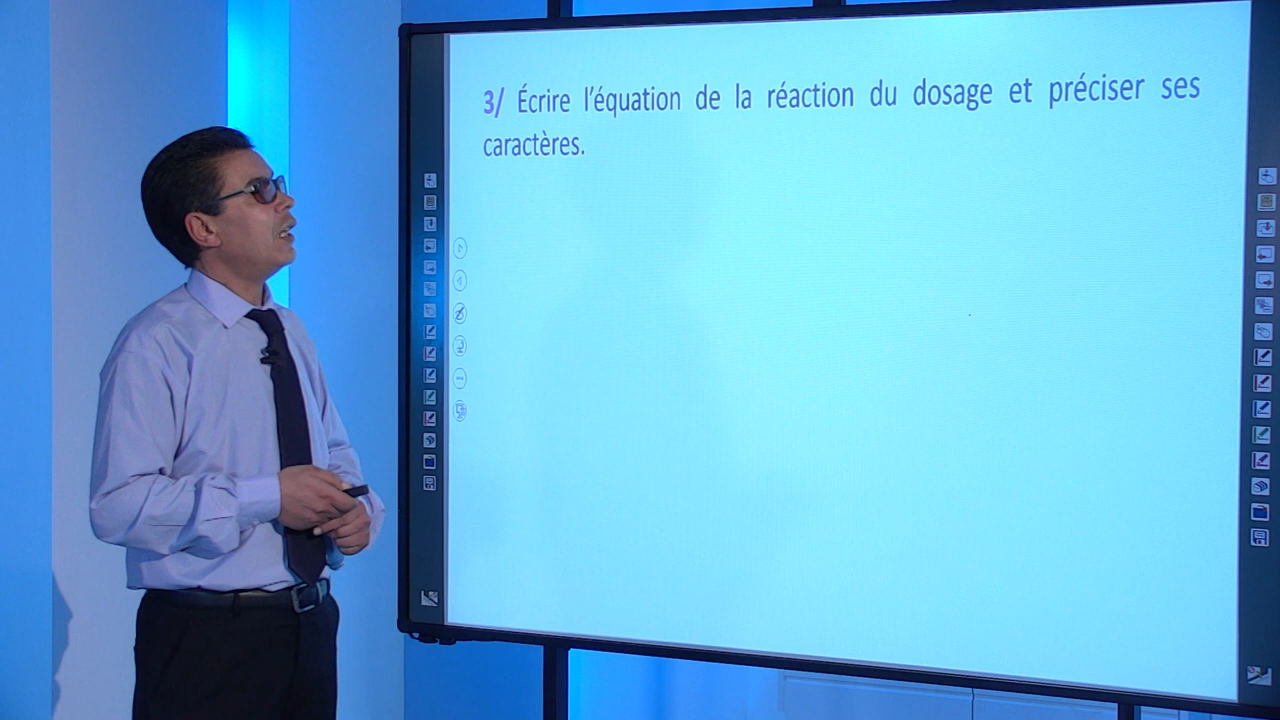 3/ Écrire l’équation de la réaction du dosage et préciser ses
caractères.